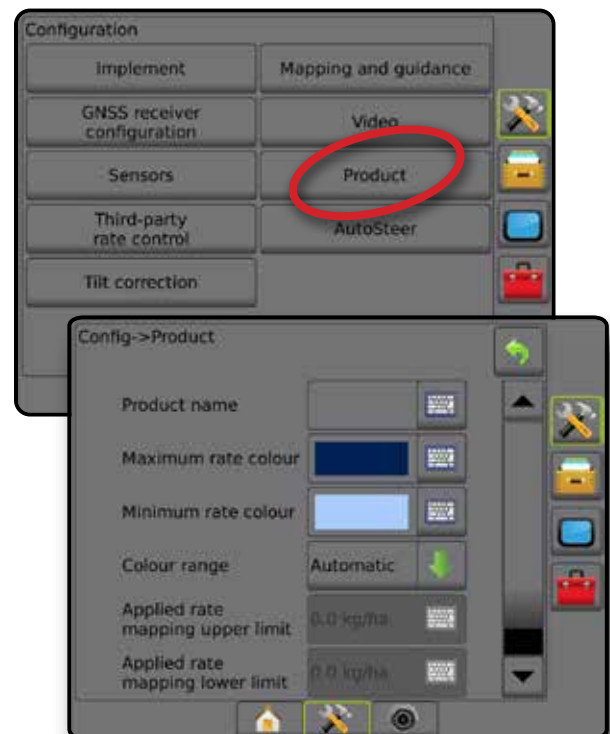 Configuration
Implement
Mapping and guidance
GNSS receiver
configuration
Video
Sensors
Product
Third-party
rate control
AutoSteer
Tilt correction
Config->Product
Product name
Maximum rate colour
Minimum rate colour
Colour range
Automatic
Applied rate
mapping upper limit
0.0 kg/ha
Applied rate
mapping lower limit
0.0 kg/ha